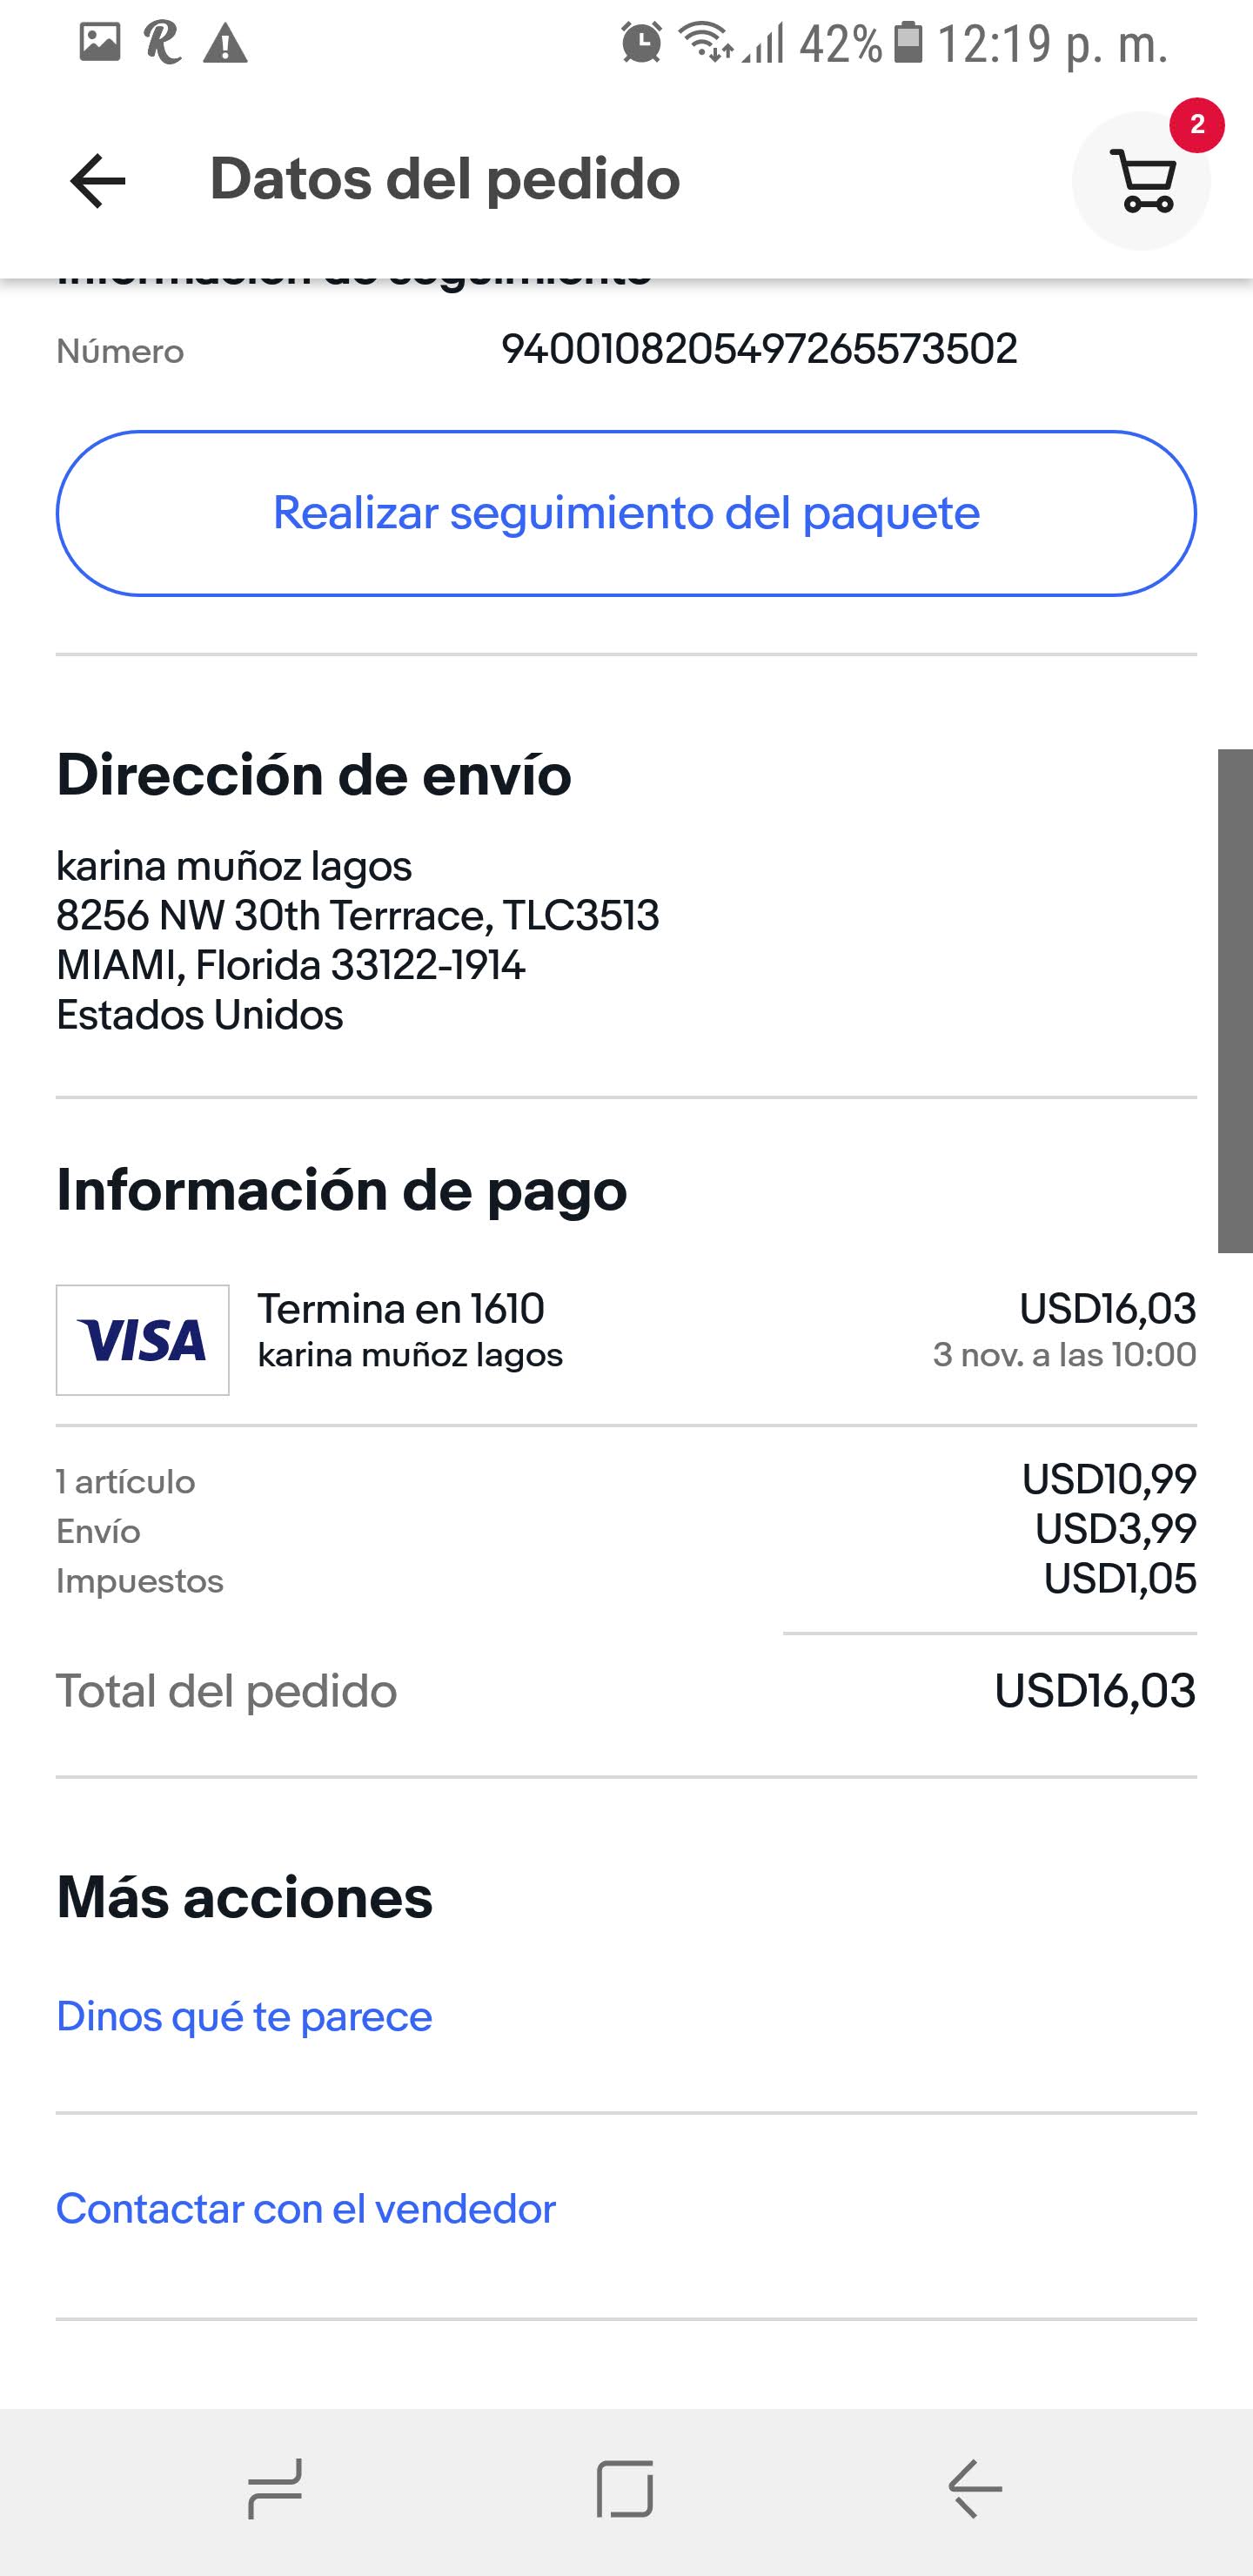 42% 12:19 p. m.
Datos del pedido
2
Información de seguimiento
Número 9400108205497265573502
Realizar seguimiento del paquete
Dirección de envío
karina muñoz lagos
8256 NW 30th Terrrace, TLC3513
MIAMI, Florida 33122-1914
Estados Unidos
Información de pago
VISA Termina en 1610 USD16,03
karina muñoz lagos 3 nov. a las 10:00
1 artículo USD10,99
Envío USD3,99
Impuestos USD1,05
Total del pedido USD16,03
Más acciones
Dinos qué te parece
Contactar con el vendedor